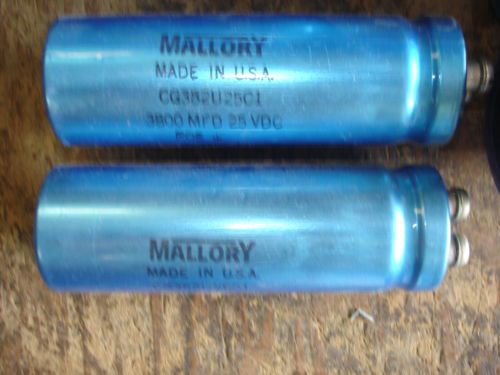 MALLORY
MADE IN U.S.A.
CG382U25C1
3800 MFD 25 VDC
MALLORY
MADE IN U.S.A.